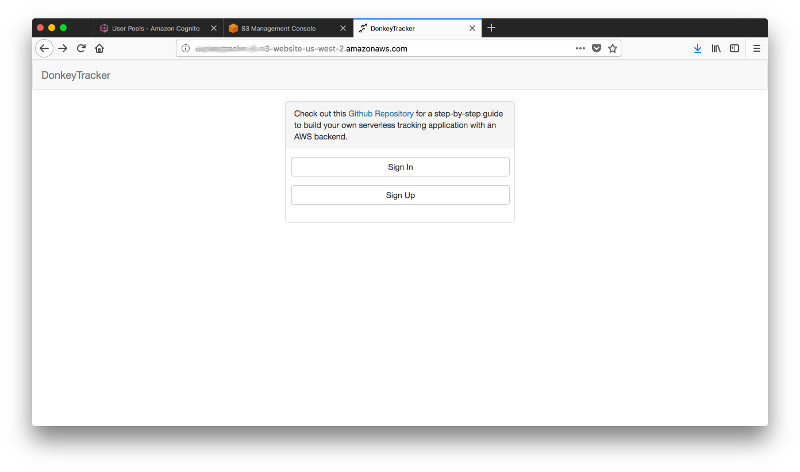 User Pools - Amazon Cognito
S3 Management Console
DonkeyTracker
s3-website-us-west-2.amazonaws.com
DonkeyTracker
Check out this Github Repository for a step-by-step guide
to build your own serverless tracking application with an
AWS backend.
Sign In
Sign Up